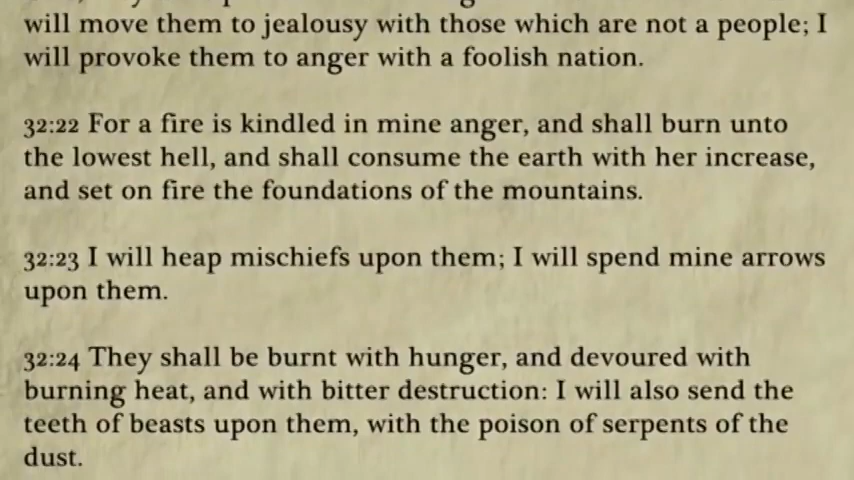 will move them to jealousy with those which are not a people; I
will provoke them to anger with a foolish nation.
32:22 For a fire is kindled in mine anger, and shall burn unto
the lowest hell, and shall consume the earth with her increase,
and set on fire the foundations of the mountains.
32:23 I will heap mischiefs upon them; I will spend mine arrows
upon them.
32:24 They shall be burnt with hunger, and devoured with
burning heat, and with bitter destruction: I will also send the
teeth of beasts upon them, with the poison of serpents of the
dust.